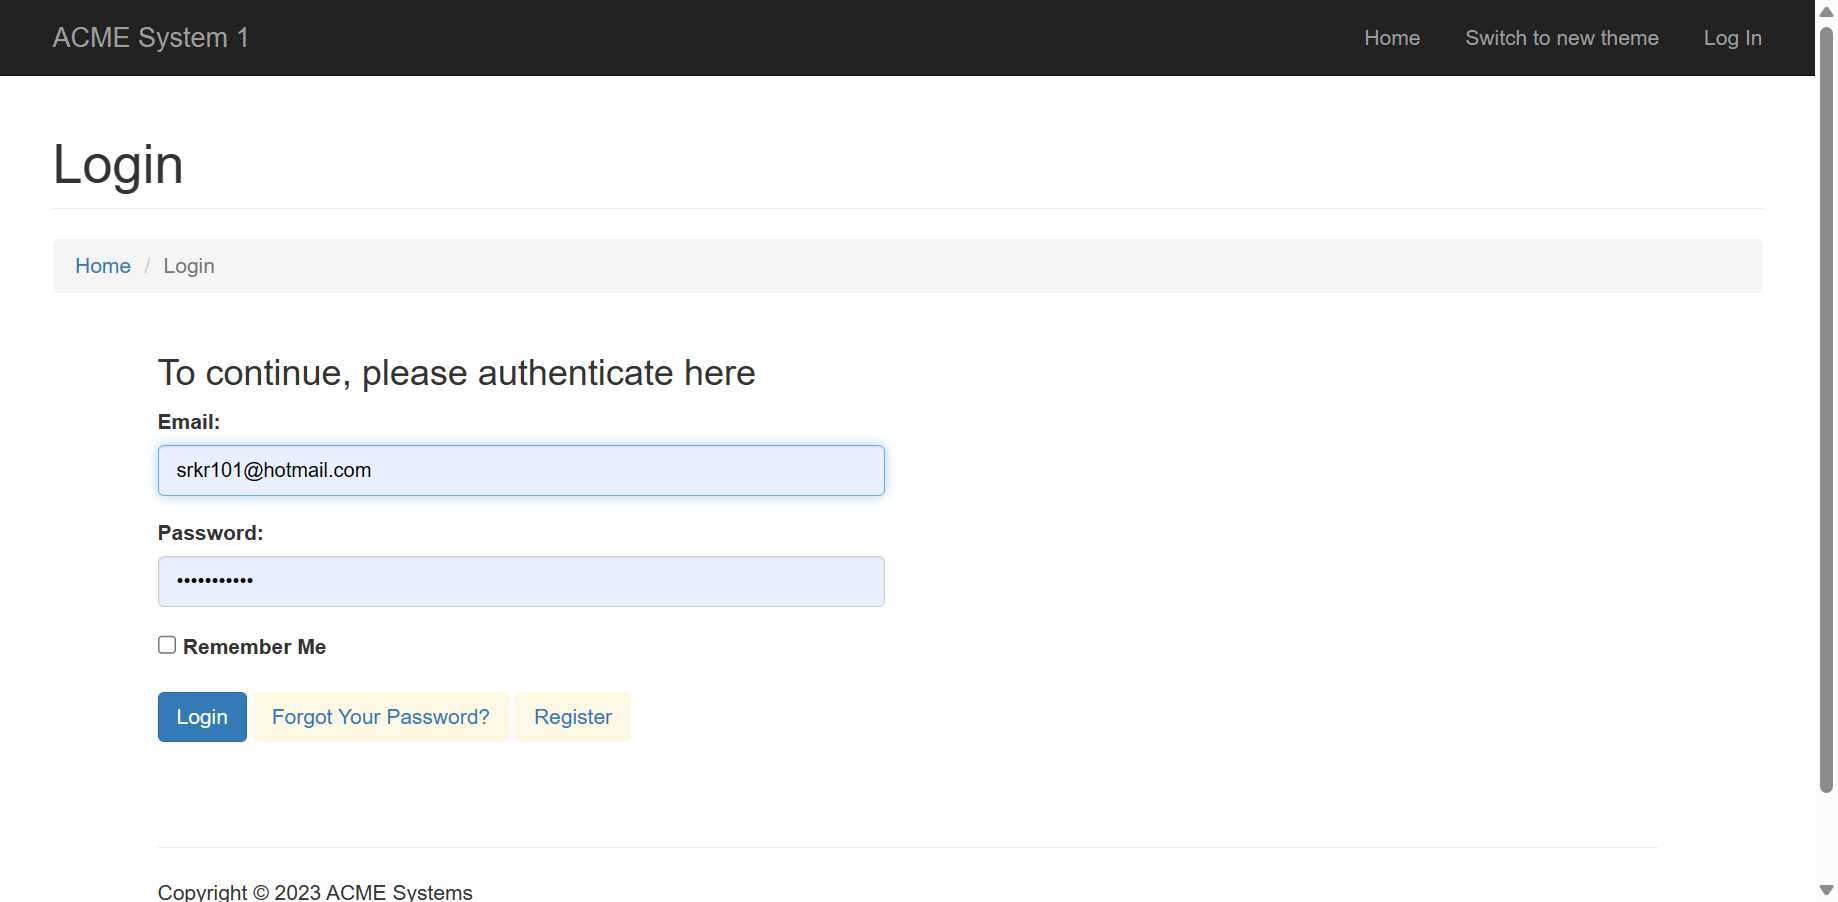 ACME System 1 Home Switch to new theme Log In
Login
Home / Login
To continue, please authenticate here
Email:
srkr101@hotmail.com
Password:
•••••••••••
Remember Me
Login Forgot Your Password? Register
Copyright © 2023 ACME Systems